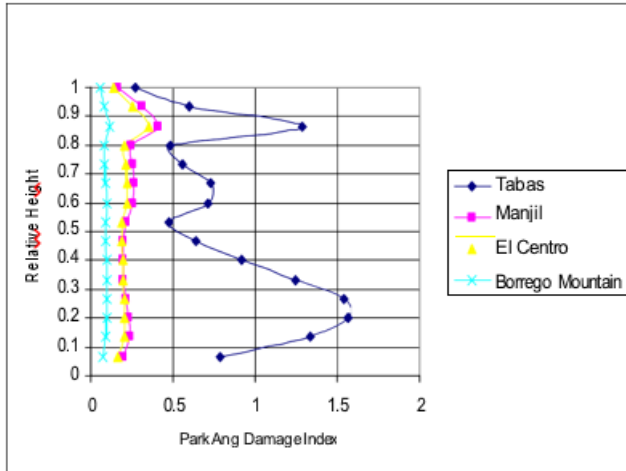 1
0.9
0.8
0.7
0.6
0.5
0.4
0.3
0.2
0.1
0
Relative Height
0 0.5 1 1.5 2
Park Ang Damage Index
Tabas
Manjil
El Centro
Borrego Mountain